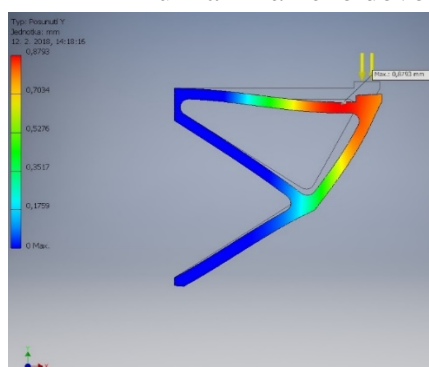 Typ: Posunutí Y
Jednotka: mm
12. 2. 2018, 14:18:16
0,8793
Max.: 0,8793 mm
0,7034
0,5276
0,3517
0,1759
0 Max.